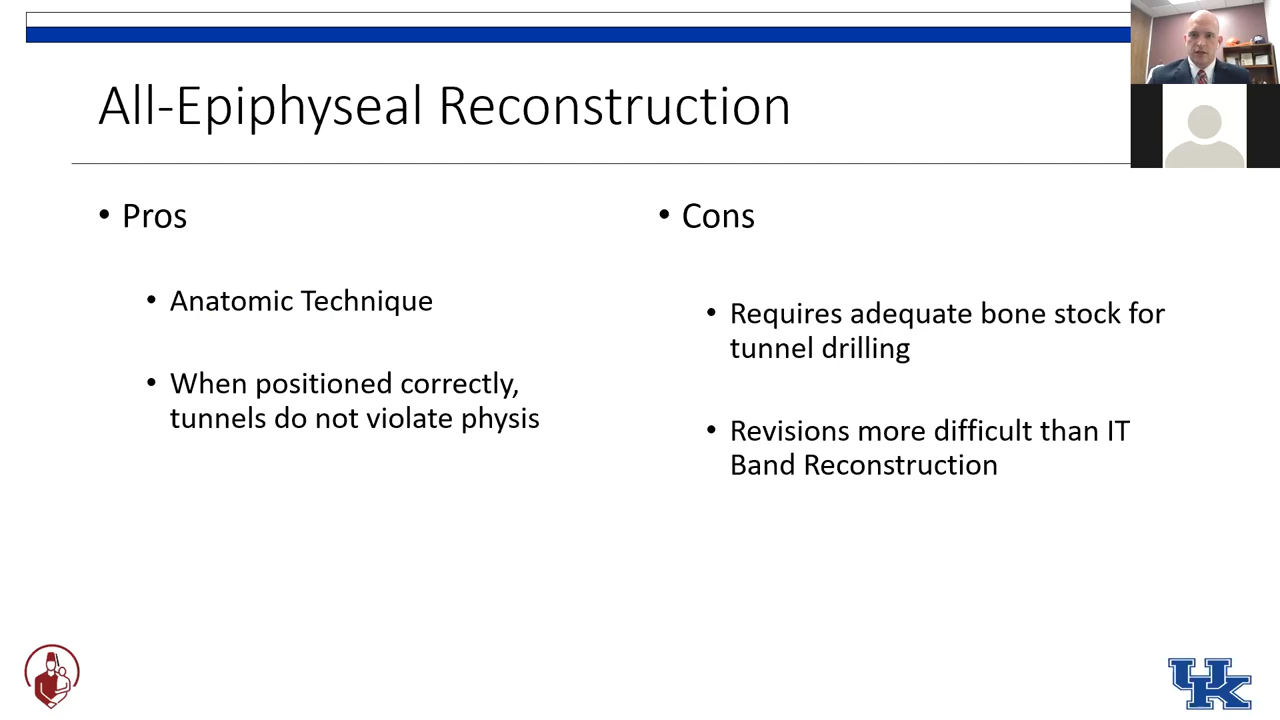 All-Epiphyseal Reconstruction
• Pros
• Anatomic Technique
• When positioned correctly,
tunnels do not violate physis
• Cons
• Requires adequate bone stock for
tunnel drilling
• Revisions more difficult than IT
Band Reconstruction
UK